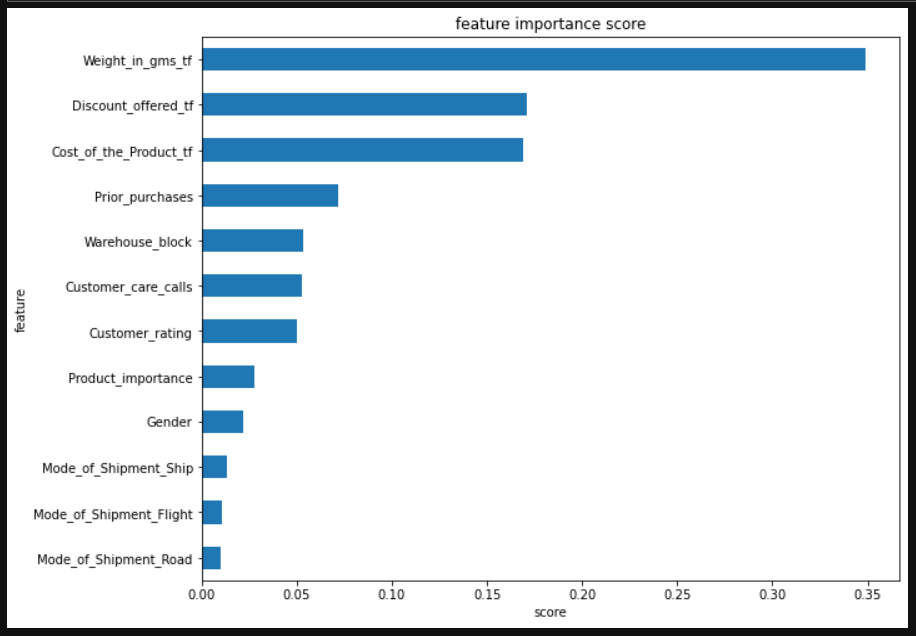 feature importance score
Weight_in_gms_tf
Discount_offered_tf
Cost_of_the_Product_tf
Prior_purchases
Warehouse_block
Customer_care_calls
Customer_rating
Product_importance
Gender
Mode_of_Shipment_Ship
Mode_of_Shipment_Flight
Mode_of_Shipment_Road
feature
0.00 0.05 0.10 0.15 0.20 0.25 0.30 0.35
score